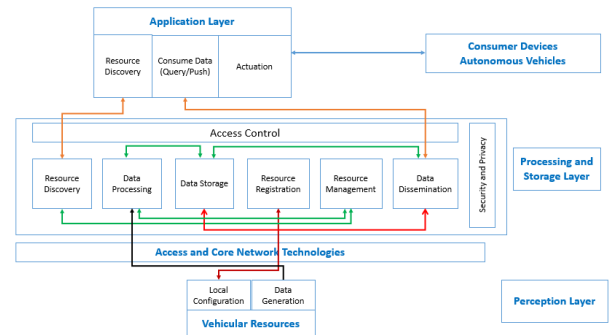 Application Layer
Resource
Discovery
Consume Data
(Query/Push)
Actuation
Consumer Devices
Autonomous Vehicles
Access Control
Resource
Discovery
Data
Processing
Data Storage
Resource
Registration
Resource
Management
Data
Dissemination
Security and Privacy
Processing and
Storage Layer
Access and Core Network Technologies
Local
Configuration
Data
Generation
Vehicular Resources
Perception Layer